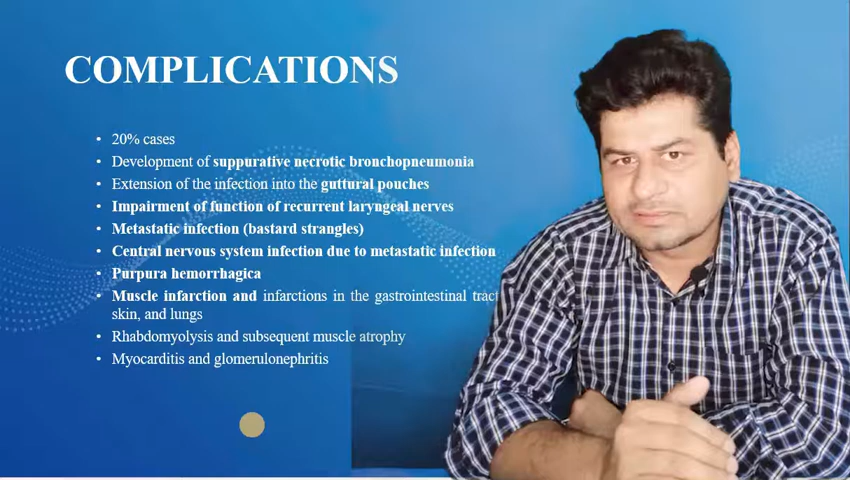 COMPLICATIONS
• 20% cases
• Development of suppurative necrotic bronchopneumonia
• Extension of the infection into the guttural pouches
• Impairment of function of recurrent laryngeal nerves
• Metastatic infection (bastard strangles)
• Central nervous system infection due to metastatic infection
• Purpura hemorrhagica
• Muscle infarction and infarctions in the gastrointestinal tract
skin, and lungs
• Rhabdomyolysis and subsequent muscle atrophy
• Myocarditis and glomerulonephritis